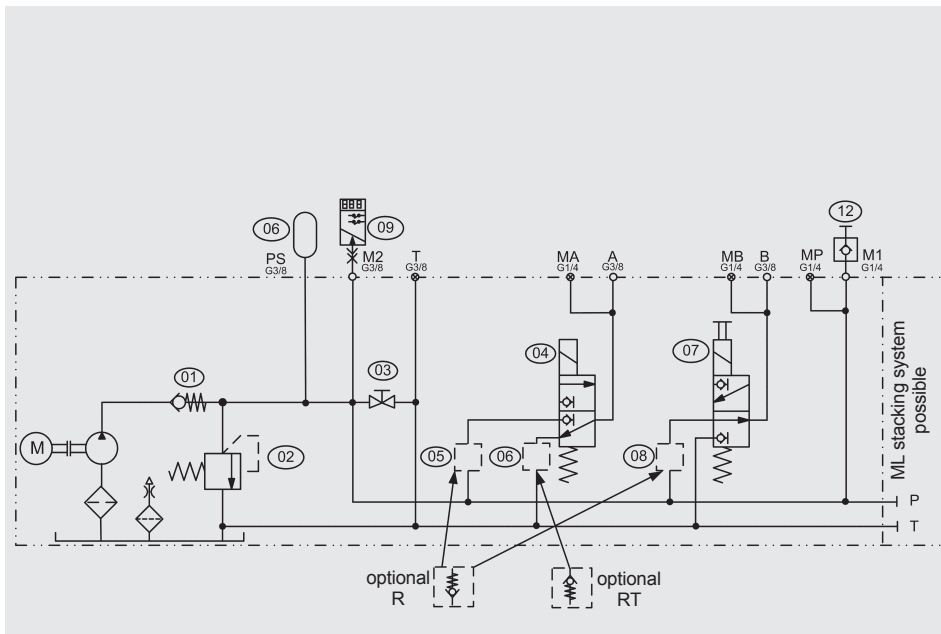 06
888
09
12
PS
G3/8
M2
G3/8
T
G3/8
MA
G1/4
A
G3/8
MB
G1/4
B
G3/8
MP
G1/4
M1
G1/4
04
07
01
03
M
02
05
06
08
ML stacking system
possible
P
T
optional
R
optional
RT